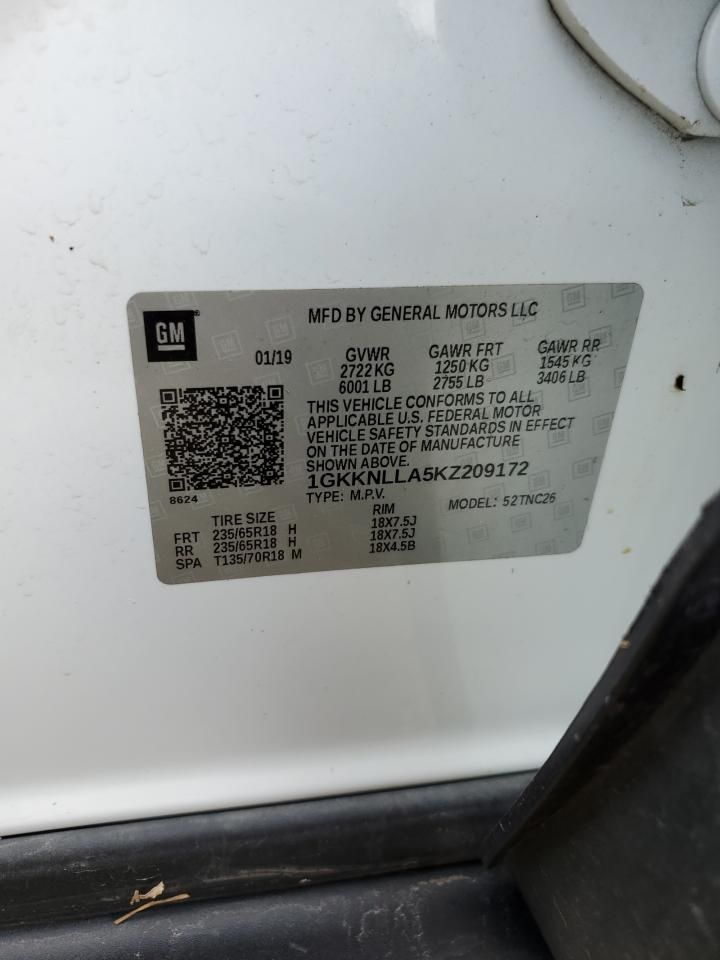 GM
MFD BY GENERAL MOTORS LLC
01/19 GVWR GAWR FRT GAWR RR
2722 KG 1250 KG 1545 KG
6001 LB 2755 LB 3406 LB
THIS VEHICLE CONFORMS TO ALL
APPLICABLE U.S. FEDERAL MOTOR
VEHICLE SAFETY STANDARDS IN EFFECT
ON THE DATE OF MANUFACTURE
SHOWN ABOVE.
1GKKNLLA5KZ209172
8624
TYPE: M.P.V. MODEL: 52TNC26
TIRE SIZE RIM
FRT 235/65R18 H 18X7.5J
RR 235/65R18 H 18X7.5J
SPA T135/70R18 M 18X4.5B